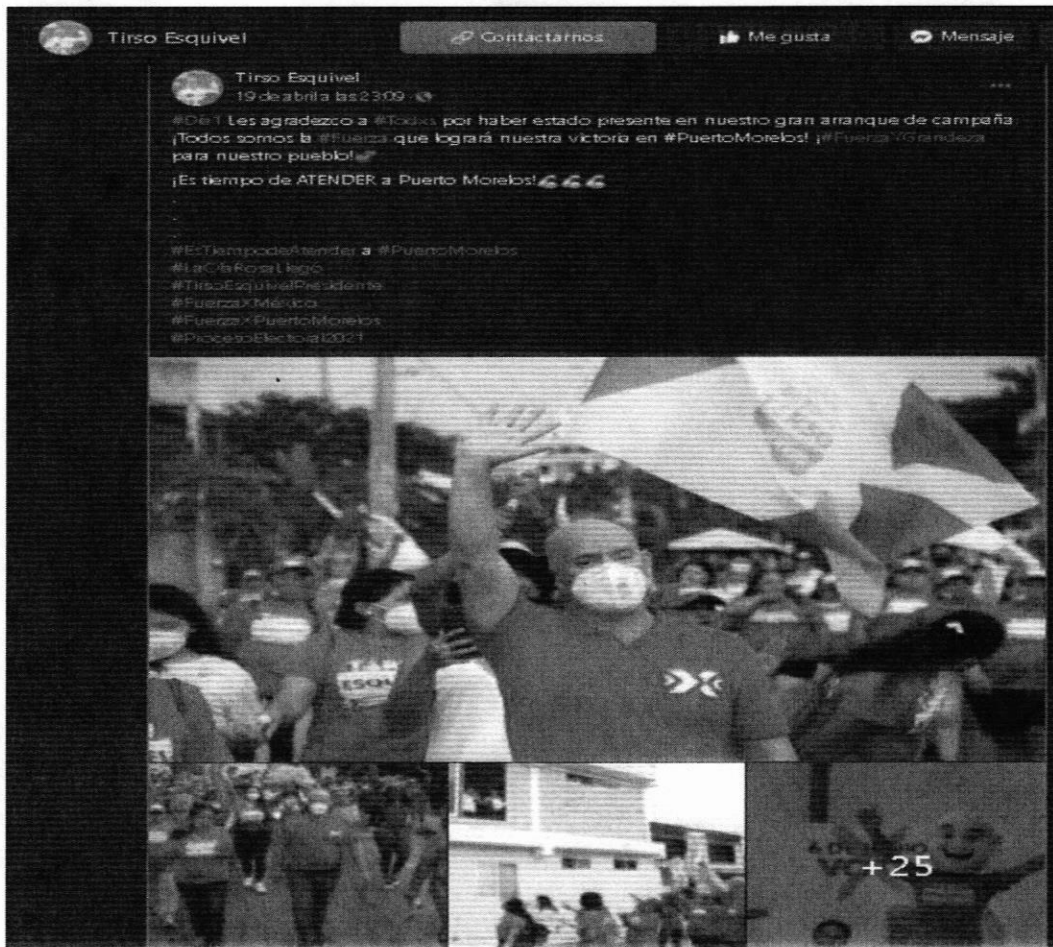 Tirso Esquivel
Contactarnos
Me gusta
Mensaje
Tirso Esquivel
19 de abril a las 23:09
#Día1 Les agradezco a #Todxs por haber estado presente en nuestro gran arranque de campaña
¡Todos somos la #Fuerza que logrará nuestra victoria en #PuertoMorelos! ¡#FuerzaYGrandeza
para nuestro pueblo!
¡Es tiempo de ATENDER a Puerto Morelos!
.
.
.
#EsTiempodeAtender a #PuertoMorelos
#LaOlaRosaLlegó
#TirsoEsquivelPresidente
#FuerzaXMéxico
#FuerzaXPuertoMorelos
#ProcesoElectoral2021
ESQU
+25